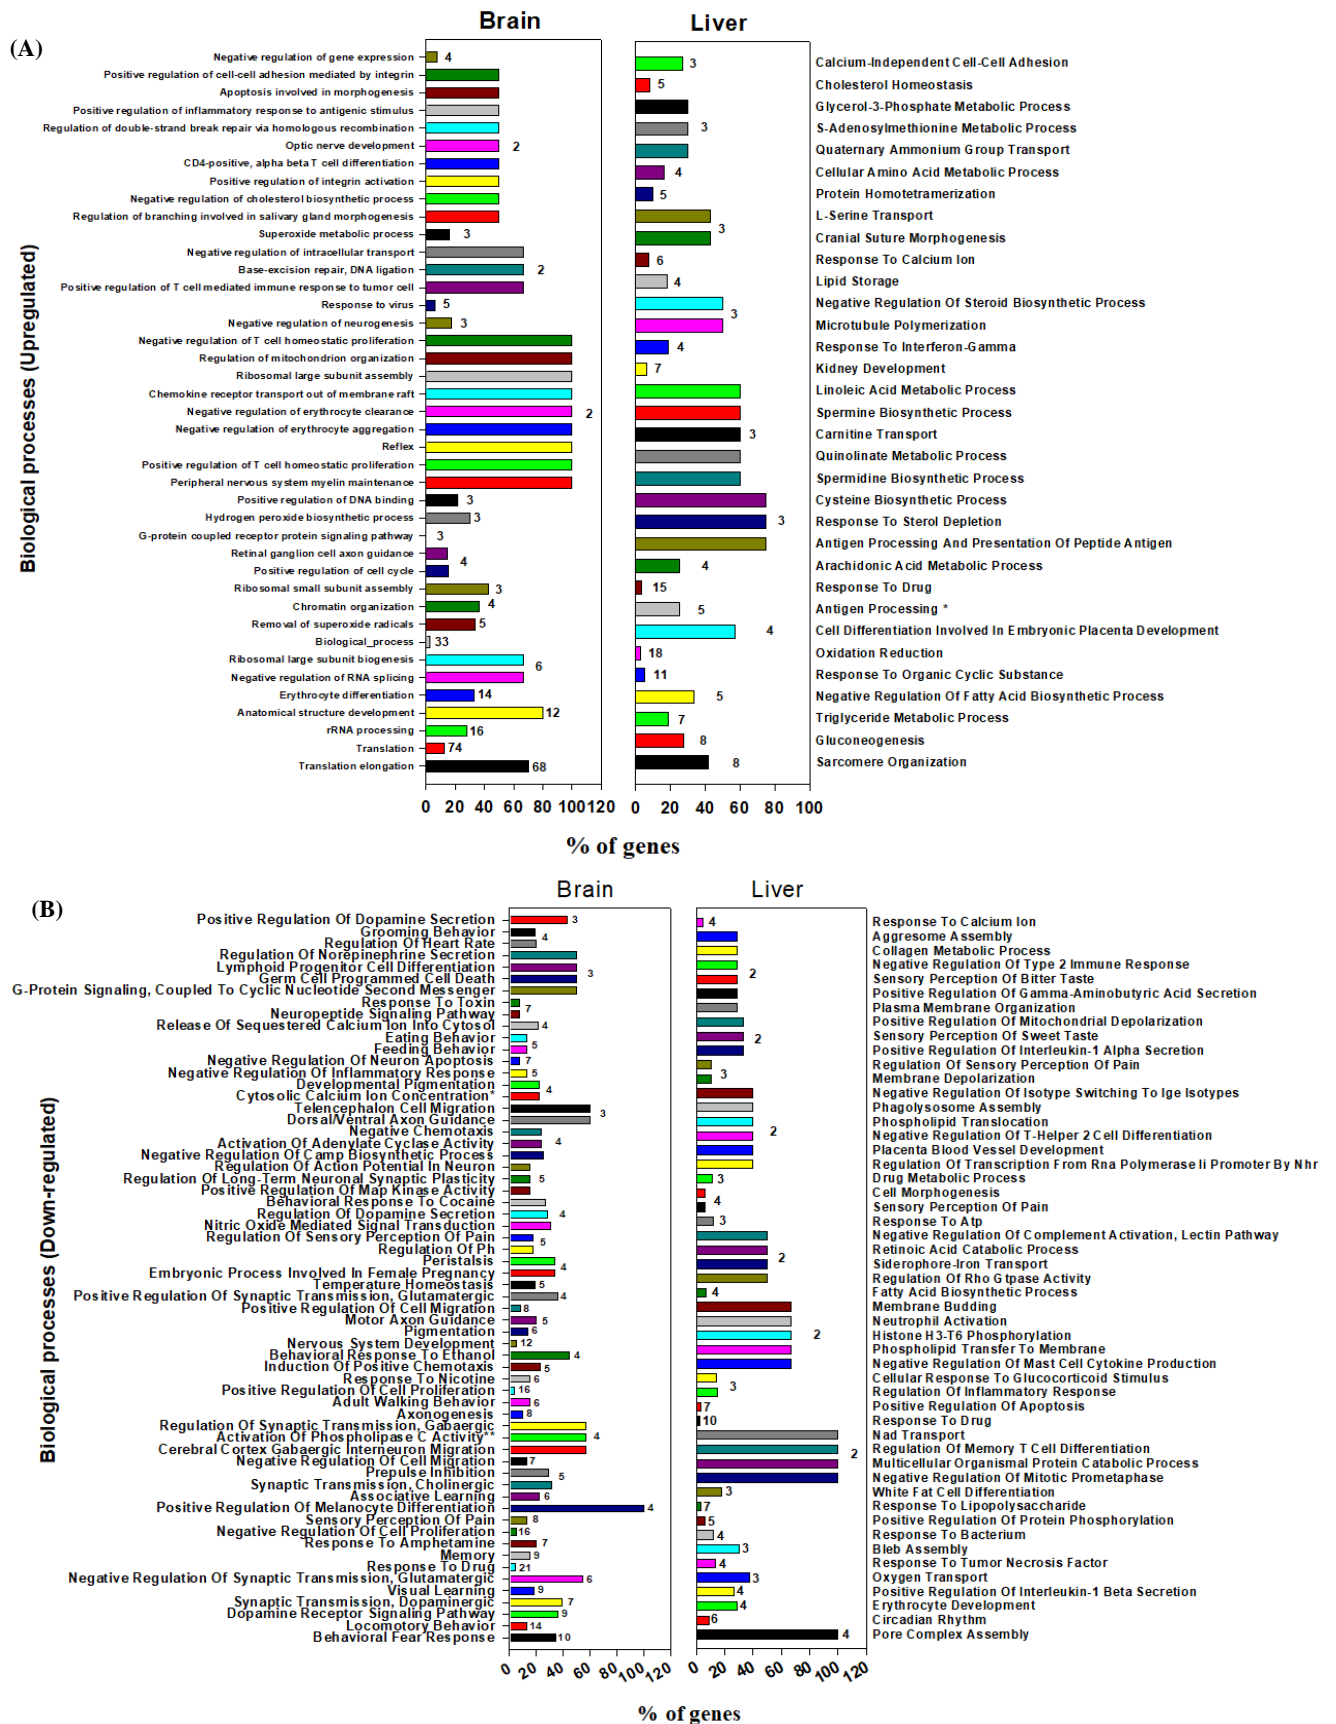 (A)
Brain
Liver
Biological processes (Upregulated)
Negative regulation of gene expression
Positive regulation of cell-cell adhesion mediated by integrin
Apoptosis involved in morphogenesis
Positive regulation of inflammatory response to antigenic stimulus
Regulation of double-strand break repair via homologous recombination
Optic nerve development
CD4-positive, alpha beta T cell differentiation
Positive regulation of integrin activation
Negative regulation of cholesterol biosynthetic process
Regulation of branching involved in salivary gland morphogenesis
Superoxide metabolic process
Negative regulation of intracellular transport
Base-excision repair, DNA ligation
Positive regulation of T cell mediated immune response to tumor cell
Response to virus
Negative regulation of neurogenesis
Negative regulation of T cell homeostatic proliferation
Regulation of mitochondrion organization
Ribosomal large subunit assembly
Chemokine receptor transport out of membrane raft
Negative regulation of erythrocyte clearance
Negative regulation of erythrocyte aggregation
Reflex
Positive regulation of T cell homeostatic proliferation
Peripheral nervous system myelin maintenance
Positive regulation of DNA binding
Hydrogen peroxide biosynthetic process
G-protein coupled receptor protein signaling pathway
Retinal ganglion cell axon guidance
Positive regulation of cell cycle
Ribosomal small subunit assembly
Chromatin organization
Removal of superoxide radicals
Biological_process
Ribosomal large subunit biogenesis
Negative regulation of RNA splicing
Erythrocyte differentiation
Anatomical structure development
rRNA processing
Translation
Translation elongation
4
2
3
2
5
3
2
3
3
3
4
3
4
5
33
6
14
12
16
74
68
0 20 40 60 80 100 120
3
5
3
4
5
3
6
4
3
4
7
3
3
4
15
5
4
18
11
5
7
8
8
0 20 40 60 80 100
Calcium-Independent Cell-Cell Adhesion
Cholesterol Homeostasis
Glycerol-3-Phosphate Metabolic Process
S-Adenosylmethionine Metabolic Process
Quaternary Ammonium Group Transport
Cellular Amino Acid Metabolic Process
Protein Homotetramerization
L-Serine Transport
Cranial Suture Morphogenesis
Response To Calcium Ion
Lipid Storage
Negative Regulation Of Steroid Biosynthetic Process
Microtubule Polymerization
Response To Interferon-Gamma
Kidney Development
Linoleic Acid Metabolic Process
Spermine Biosynthetic Process
Carnitine Transport
Quinolinate Metabolic Process
Spermidine Biosynthetic Process
Cysteine Biosynthetic Process
Response To Sterol Depletion
Antigen Processing And Presentation Of Peptide Antigen
Arachidonic Acid Metabolic Process
Response To Drug
Antigen Processing *
Cell Differentiation Involved In Embryonic Placenta Development
Oxidation Reduction
Response To Organic Cyclic Substance
Negative Regulation Of Fatty Acid Biosynthetic Process
Triglyceride Metabolic Process
Gluconeogenesis
Sarcomere Organization
% of genes
(B)
Brain
Liver
Biological processes (Down-regulated)
Positive Regulation Of Dopamine Secretion
Grooming Behavior
Regulation Of Heart Rate
Regulation Of Norepinephrine Secretion
Lymphoid Progenitor Cell Differentiation
Germ Cell Programmed Cell Death
G-Protein Signaling, Coupled To Cyclic Nucleotide Second Messenger
Response To Toxin
Neuropeptide Signaling Pathway
Release Of Sequestered Calcium Ion Into Cytosol
Eating Behavior
Feeding Behavior
Negative Regulation Of Neuron Apoptosis
Negative Regulation Of Inflammatory Response
Developmental Pigmentation
Cytosolic Calcium Ion Concentration*
Telencephalon Cell Migration
Dorsal/Ventral Axon Guidance
Negative Chemotaxis
Activation Of Adenylate Cyclase Activity
Negative Regulation Of Camp Biosynthetic Process
Regulation Of Action Potential In Neuron
Regulation Of Long-Term Neuronal Synaptic Plasticity
Positive Regulation Of Map Kinase Activity
Behavioral Response To Cocaine
Regulation Of Dopamine Secretion
Nitric Oxide Mediated Signal Transduction
Regulation Of Sensory Perception Of Pain
Regulation Of Ph
Peristalsis
Embryonic Process Involved In Female Pregnancy
Temperature Homeostasis
Positive Regulation Of Synaptic Transmission, Glutamatergic
Positive Regulation Of Cell Migration
Motor Axon Guidance
Pigmentation
Nervous System Development
Behavioral Response To Ethanol
Induction Of Positive Chemotaxis
Response To Nicotine
Positive Regulation Of Cell Proliferation
Adult Walking Behavior
Axonogenesis
Regulation Of Synaptic Transmission, Gabaergic
Activation Of Phospholipase C Activity**
Cerebral Cortex Gabaergic Interneuron Migration
Negative Regulation Of Cell Migration
Prepulse Inhibition
Synaptic Transmission, Cholinergic
Associative Learning
Positive Regulation Of Melanocyte Differentiation
Sensory Perception Of Pain
Negative Regulation Of Cell Proliferation
Response To Amphetamine
Memory
Response To Drug
Negative Regulation Of Synaptic Transmission, Glutamatergic
Visual Learning
Synaptic Transmission, Dopaminergic
Dopamine Receptor Signaling Pathway
Locomotory Behavior
Behavioral Fear Response
3
4
3
7
4
5
7
5
4
3
4
5
4
5
4
5
4
8
5
6
12
4
5
6
16
6
8
4
7
5
6
4
8
16
7
9
21
6
9
7
9
14
10
0 20 40 60 80 100 120
4
2
2
3
2
3
4
3
2
4
2
3
7
10
2
3
7
5
4
3
4
3
4
4
6
4
0 20 40 60 80 100 120
Response To Calcium Ion
Aggresome Assembly
Collagen Metabolic Process
Negative Regulation Of Type 2 Immune Response
Sensory Perception Of Bitter Taste
Positive Regulation Of Gamma-Aminobutyric Acid Secretion
Plasma Membrane Organization
Positive Regulation Of Mitochondrial Depolarization
Sensory Perception Of Sweet Taste
Positive Regulation Of Interleukin-1 Alpha Secretion
Regulation Of Sensory Perception Of Pain
Membrane Depolarization
Negative Regulation Of Isotype Switching To Ige Isotypes
Phagolysosome Assembly
Phospholipid Translocation
Negative Regulation Of T-Helper 2 Cell Differentiation
Placenta Blood Vessel Development
Regulation Of Transcription From Rna Polymerase Ii Promoter By Nhr
Drug Metabolic Process
Cell Morphogenesis
Sensory Perception Of Pain
Response To Atp
Negative Regulation Of Complement Activation, Lectin Pathway
Retinoic Acid Catabolic Process
Siderophore-Iron Transport
Regulation Of Rho Gtpase Activity
Fatty Acid Biosynthetic Process
Membrane Budding
Neutrophil Activation
Histone H3-T6 Phosphorylation
Phospholipid Transfer To Membrane
Negative Regulation Of Mast Cell Cytokine Production
Cellular Response To Glucocorticoid Stimulus
Regulation Of Inflammatory Response
Positive Regulation Of Apoptosis
Response To Drug
Nad Transport
Regulation Of Memory T Cell Differentiation
Multicellular Organismal Protein Catabolic Process
Negative Regulation Of Mitotic Prometaphase
White Fat Cell Differentiation
Response To Lipopolysaccharide
Positive Regulation Of Protein Phosphorylation
Response To Bacterium
Bleb Assembly
Response To Tumor Necrosis Factor
Oxygen Transport
Positive Regulation Of Interleukin-1 Beta Secretion
Erythrocyte Development
Circadian Rhythm
Pore Complex Assembly
% of genes